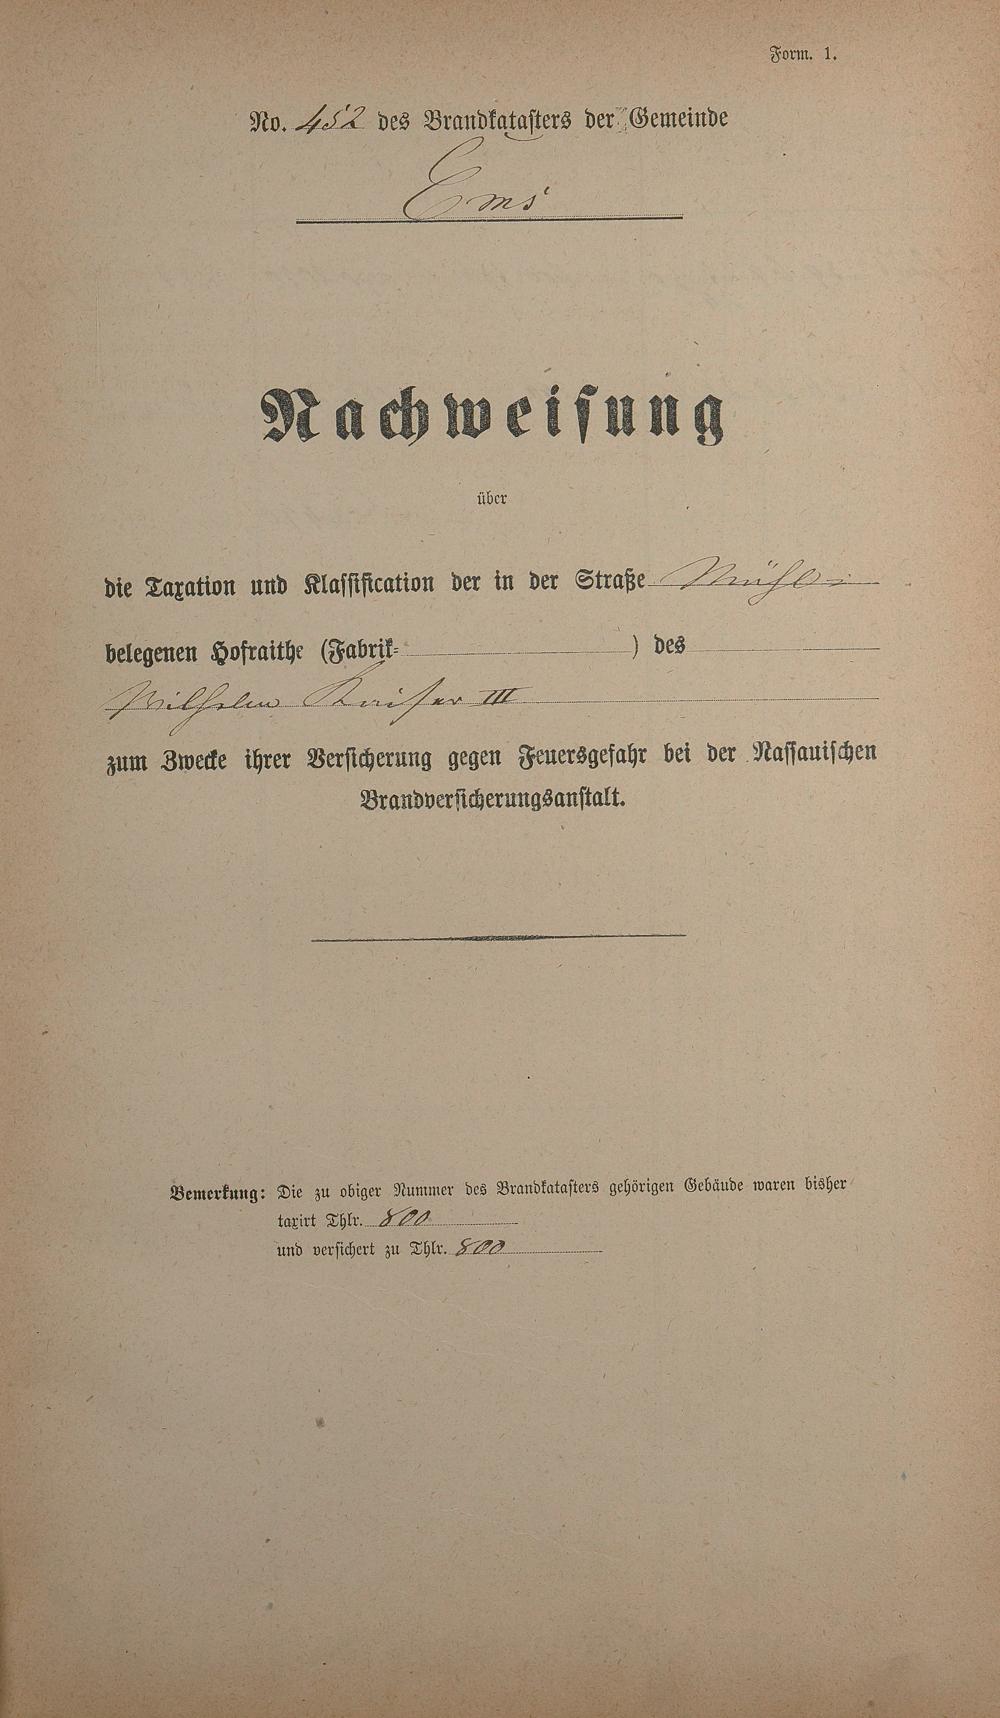 Form. 1.
No. 452 des Brandkatasters der Gemeinde
Ems
Nachweisung
über
die Taxation und Klassification der in der Straße Mühl
belegenen Hofraithe (Fabrik- ) des
Wilhelm Kaiser III
zum Zwecke ihrer Versicherung gegen Feuersgefahr bei der Nassauischen
Brandversicherungsanstalt.
Bemerkung: Die zu obiger Nummer des Brandkatasters gehörigen Gebäude waren bisher
taxirt Thlr. 800
und versichert zu Thlr. 800